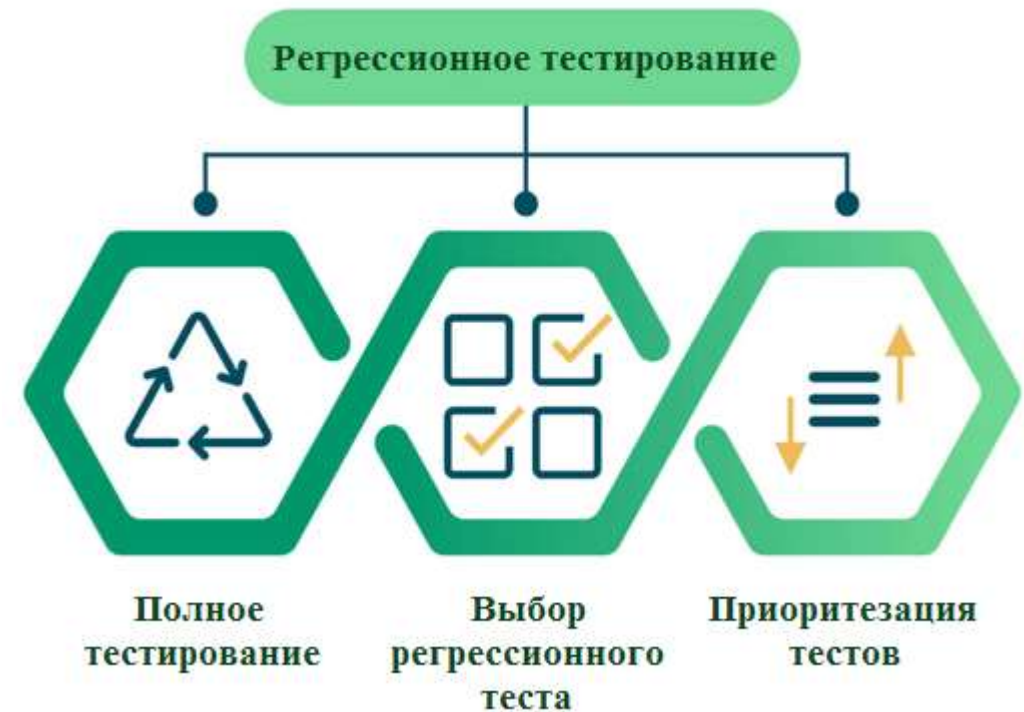 Регрессионное тестирование
Полное
тестирование
Выбор
регрессионного
теста
Приоритезация
тестов